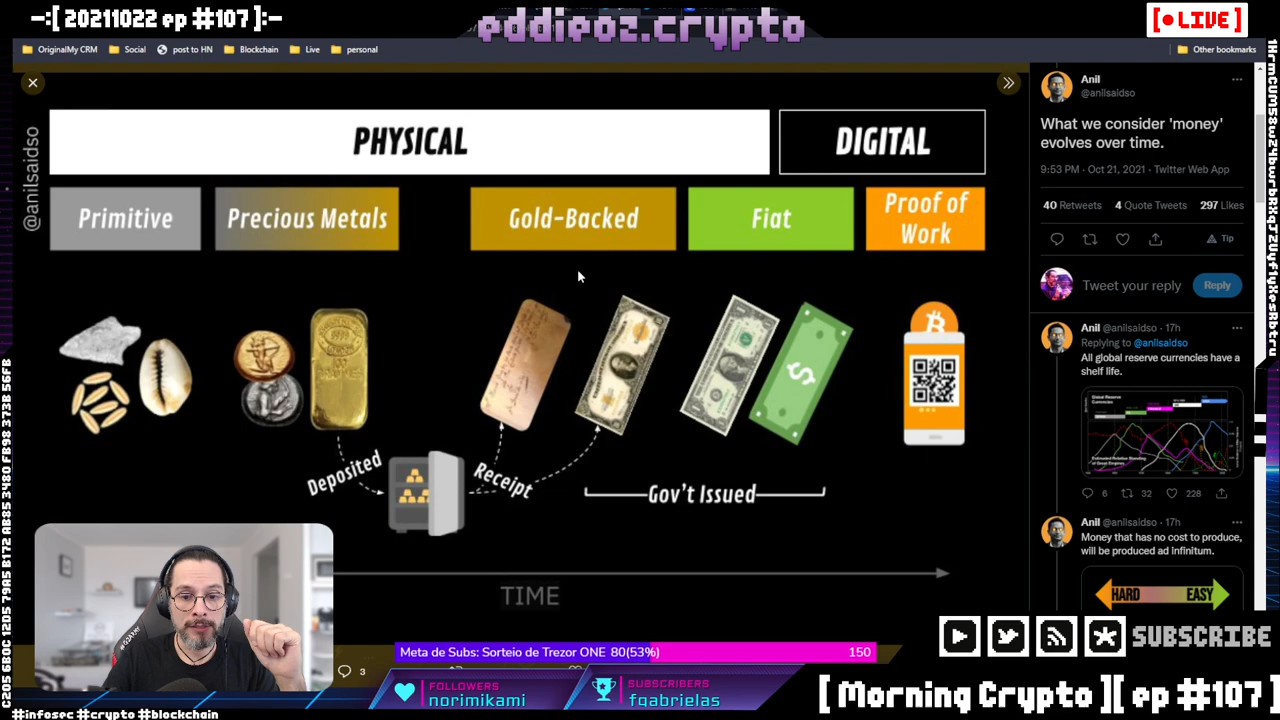 -:[ 20211022 ep #107 ]:-
eddieoz.crypto
[● LIVE]
OriginalMy CRM
Social
post to HN
Blockchain
Live
personal
Other bookmarks
@anilsaidso
PHYSICAL
DIGITAL
Primitive
Precious Metals
Gold-Backed
Fiat
Proof of
Work
Deposited
Receipt
Gov't Issued
TIME
Anil
@anilsaidso
What we consider 'money'
evolves over time.
9:53 PM · Oct 21, 2021 · Twitter Web App
40 Retweets 4 Quote Tweets 297 Likes
Tip
Tweet your reply
Reply
Anil @anilsaidso · 17h
Replying to @anilsaidso
All global reserve currencies have a
shelf life.
Global Reserve
Currencies
6 32 228
Anil @anilsaidso · 17h
Money that has no cost to produce,
will be produced ad infinitum.
HARD EASY
3
Meta de Subs: Sorteio de Trezor ONE 80(53%) 150
FOLLOWERS
norimikami
SUBSCRIBERS
fgabrielas
SUBSCRIBE
[ Morning Crypto ][ ep #107 ]
#infosec #crypto #blockchain